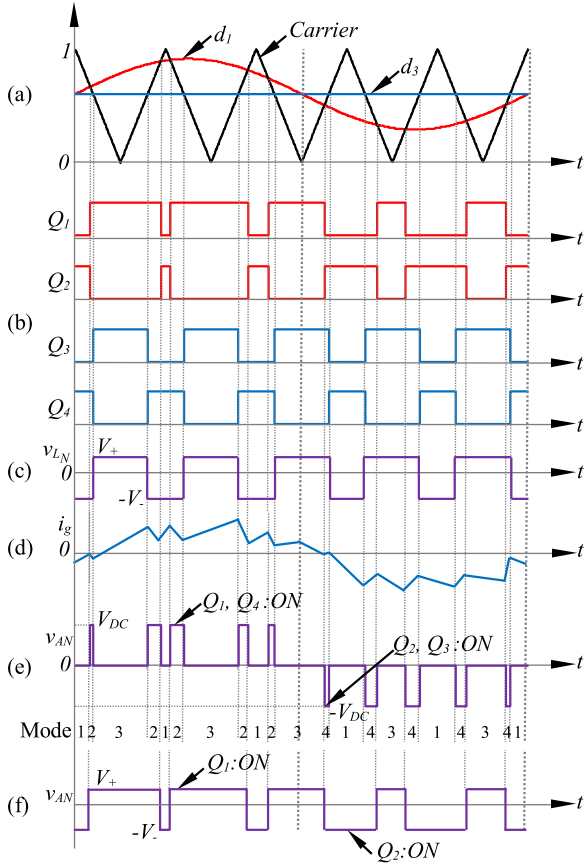 d1 Carrier
1
(a) d3
0 t
Q1 t
Q2 t
(b)
Q3 t
Q4 t
vLN V+
(c) 0 t
-V-
ig
(d) 0 t
Q1, Q4 :ON
VDC
vAN Q2, Q3 :ON
(e) 0 t
-VDC
Mode 1 2 3 2 1 2 3 2 1 2 3 4 1 4 3 4 1 4 3 4 1
Q1:ON
V+
(f) vAN t
-V-
Q2:ON